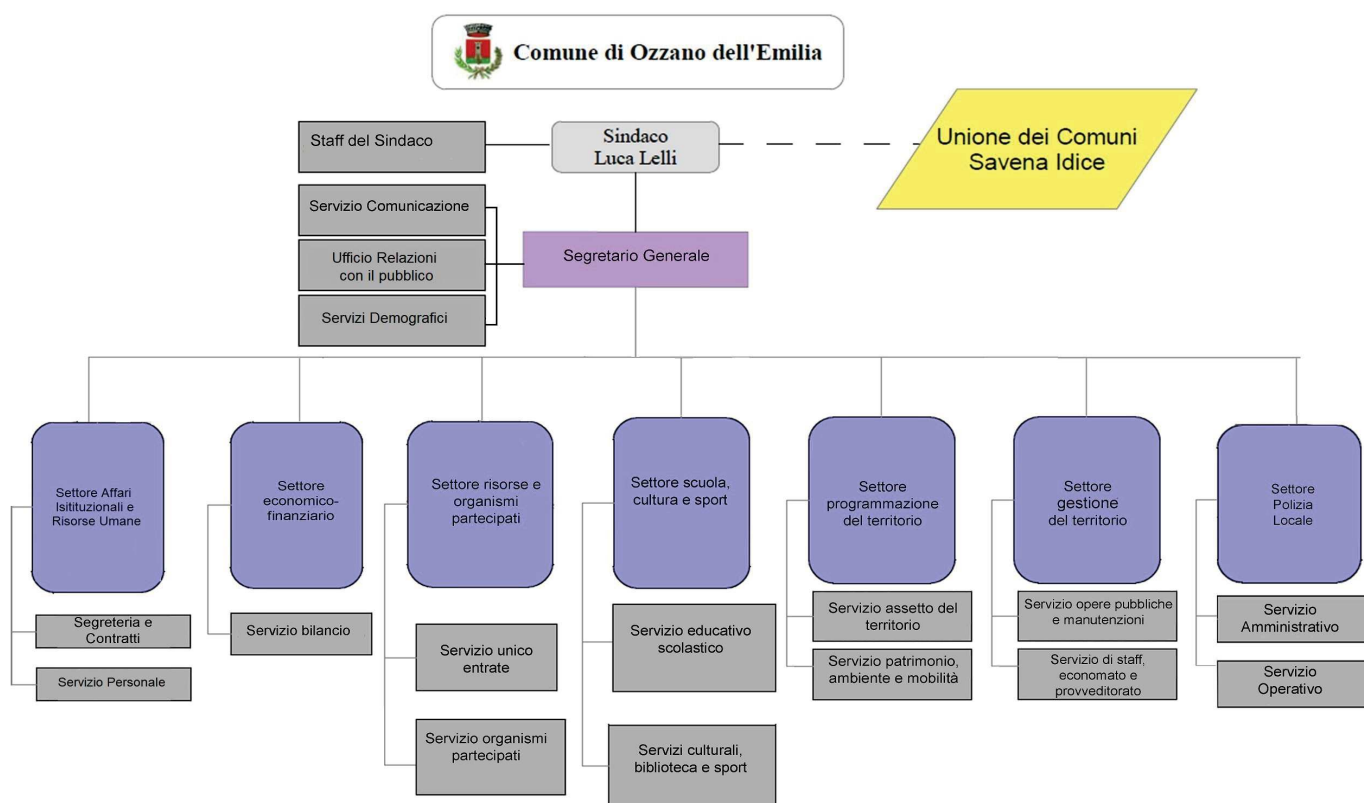 Comune di Ozzano dell'Emilia
Staff del Sindaco
Sindaco
Luca Lelli
Unione dei Comuni
Savena Idice
Servizio Comunicazione
Ufficio Relazioni
con il pubblico
Servizi Demografici
Segretario Generale
Settore Affari
Isitituzionali e
Risorse Umane
Settore
economico-
finanziario
Settore risorse e
organismi
partecipati
Settore scuola,
cultura e sport
Settore
programmazione
del territorio
Settore
gestione
del territorio
Settore
Polizia
Locale
Segreteria e
Contratti
Servizio Personale
Servizio bilancio
Servizio unico
entrate
Servizio organismi
partecipati
Servizio educativo
scolastico
Servizi culturali,
biblioteca e sport
Servizio assetto del
territorio
Servizio patrimonio,
ambiente e mobilità
Servizio opere pubbliche
e manutenzioni
Servizio di staff,
economato e
provveditorato
Servizio
Amministrativo
Servizio
Operativo